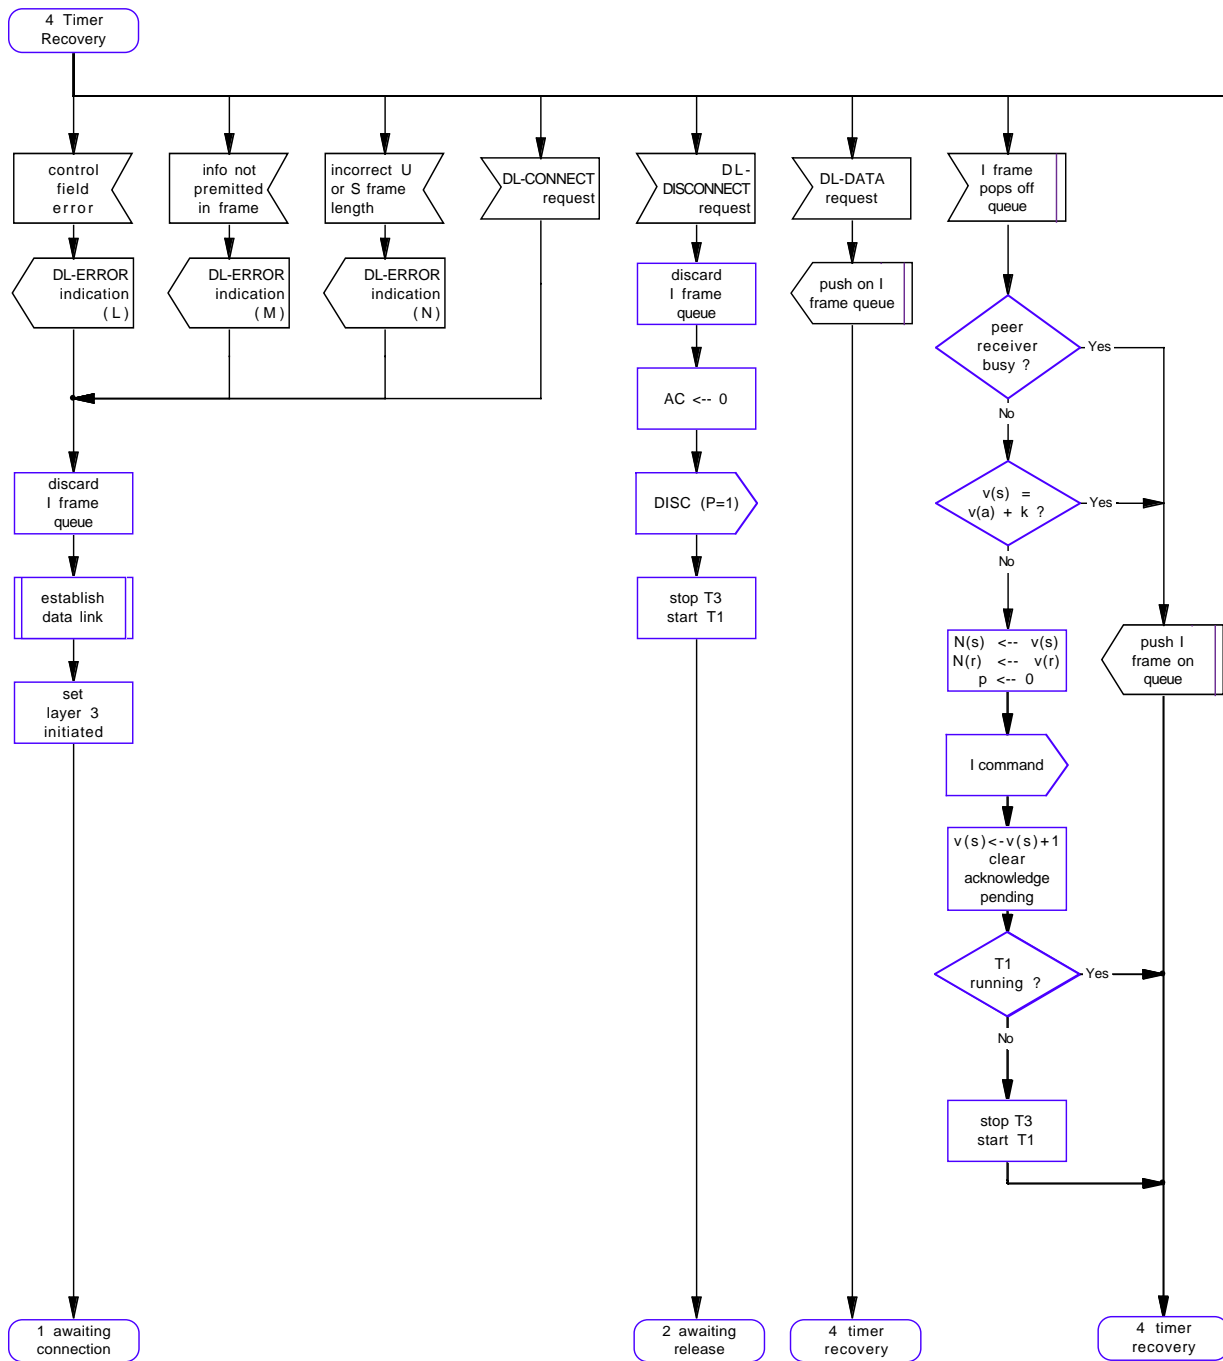 4 Timer
Recovery
control
field
error
info not
premitted
in frame
incorrect U
or S frame
length
DL-CONNECT
request
DL-
DISCONNECT
request
DL-DATA
request
I frame
pops off
queue
DL-ERROR
indication
(L)
DL-ERROR
indication
(M)
DL-ERROR
indication
(N)
discard
I frame
queue
push on I
frame queue
peer
receiver
busy ?
Yes
No
AC <-- 0
discard
I frame
queue
DISC (P=1)
v(s) =
v(a) + k ?
Yes
No
establish
data link
stop T3
start T1
N(s) <-- v(s)
N(r) <-- v(r)
p <-- 0
push I
frame on
queue
set
layer 3
initiated
I command
v(s)<-v(s)+1
clear
acknowledge
pending
T1
running ?
Yes
No
stop T3
start T1
1 awaiting
connection
2 awaiting
release
4 timer
recovery
4 timer
recovery